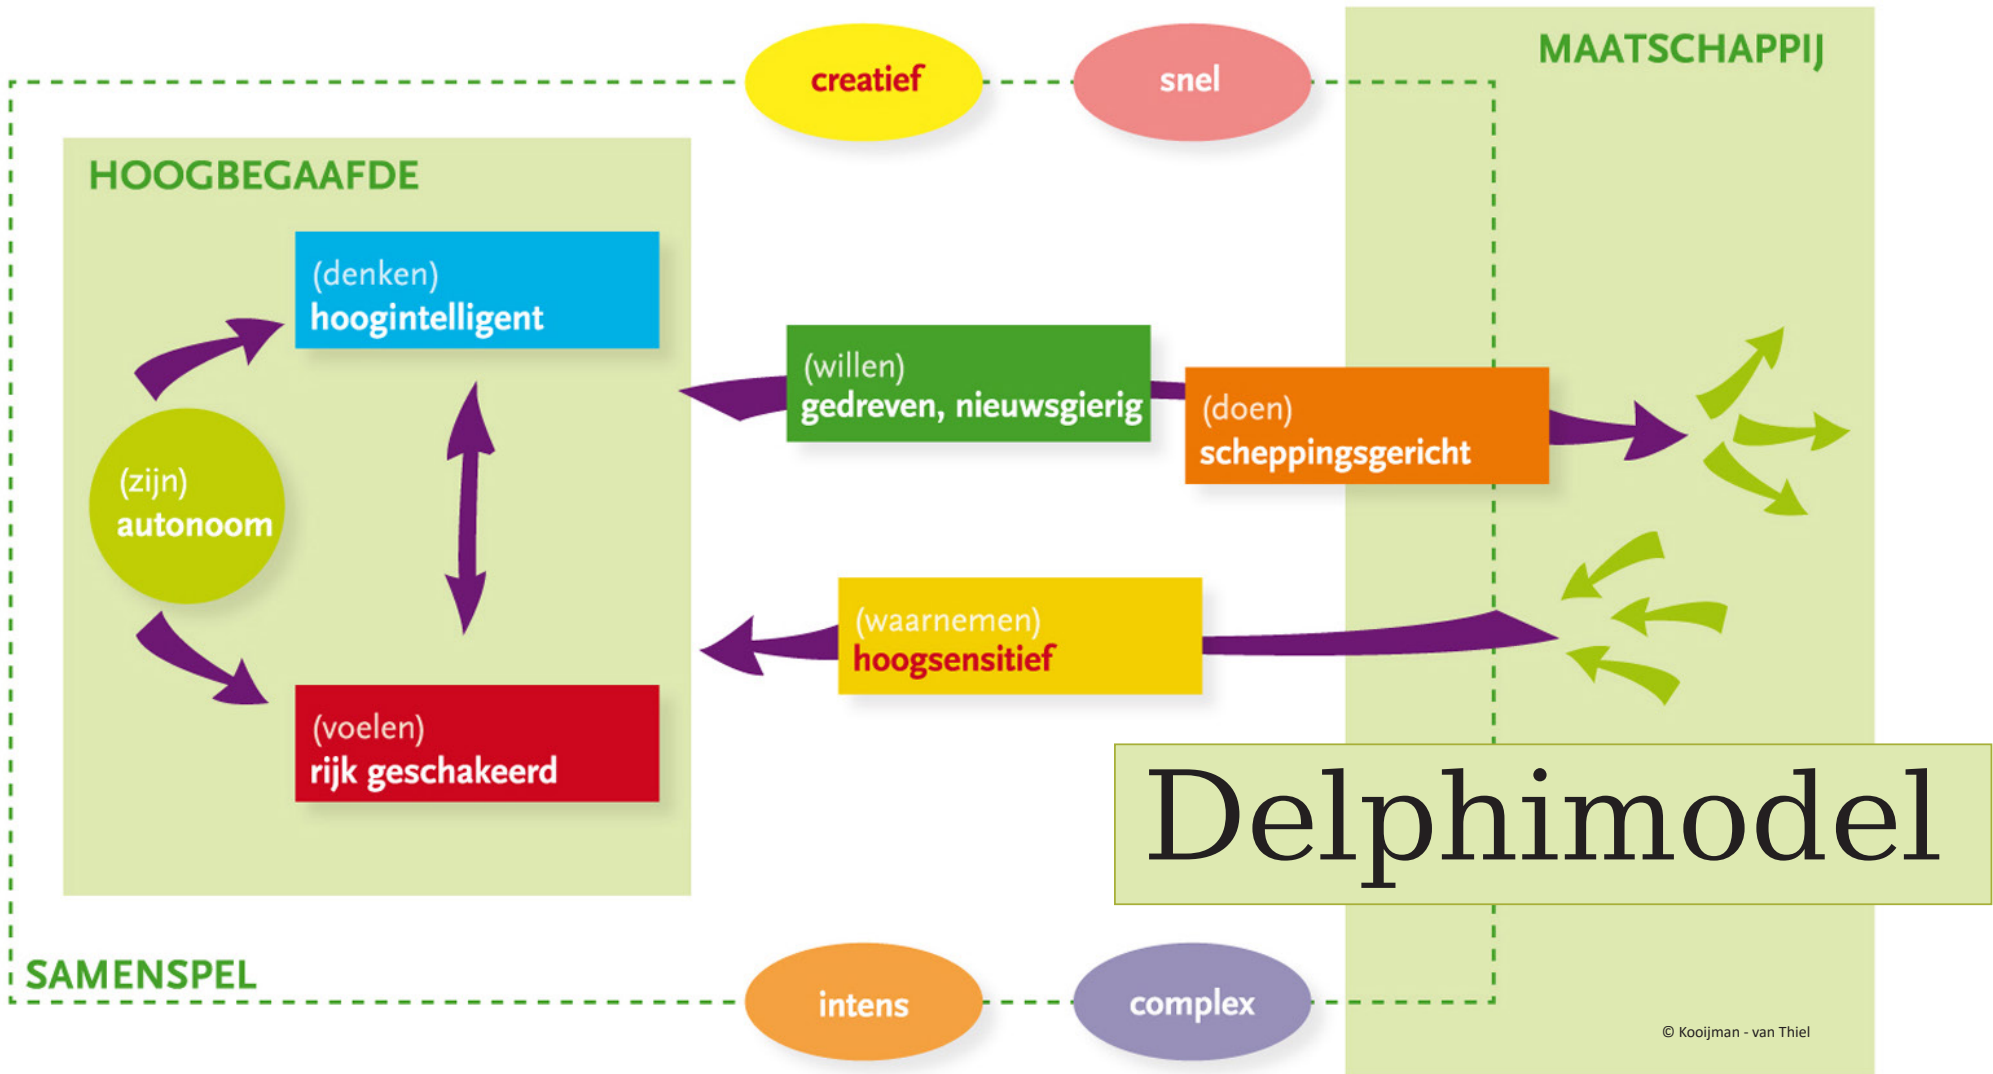 creatief
snel
MAATSCHAPPIJ
HOOGBEGAAFDE
(denken)
hoogintelligent
(willen)
gedreven, nieuwsgierig
(doen)
scheppingsgericht
(zijn)
autonoom
(waarnemen)
hoogsensitief
(voelen)
rijk geschakeerd
Delphimodel
SAMENSPEL
intens
complex
© Kooijman - van Thiel